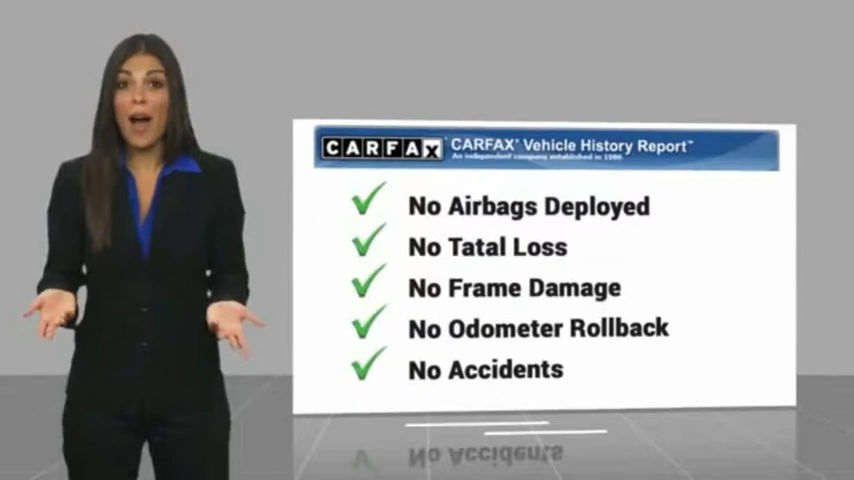 CARFAX CARFAX® Vehicle History Report™
An independent company established in 1986
No Airbags Deployed
No Tatal Loss
No Frame Damage
No Odometer Rollback
No Accidents
No Accidents